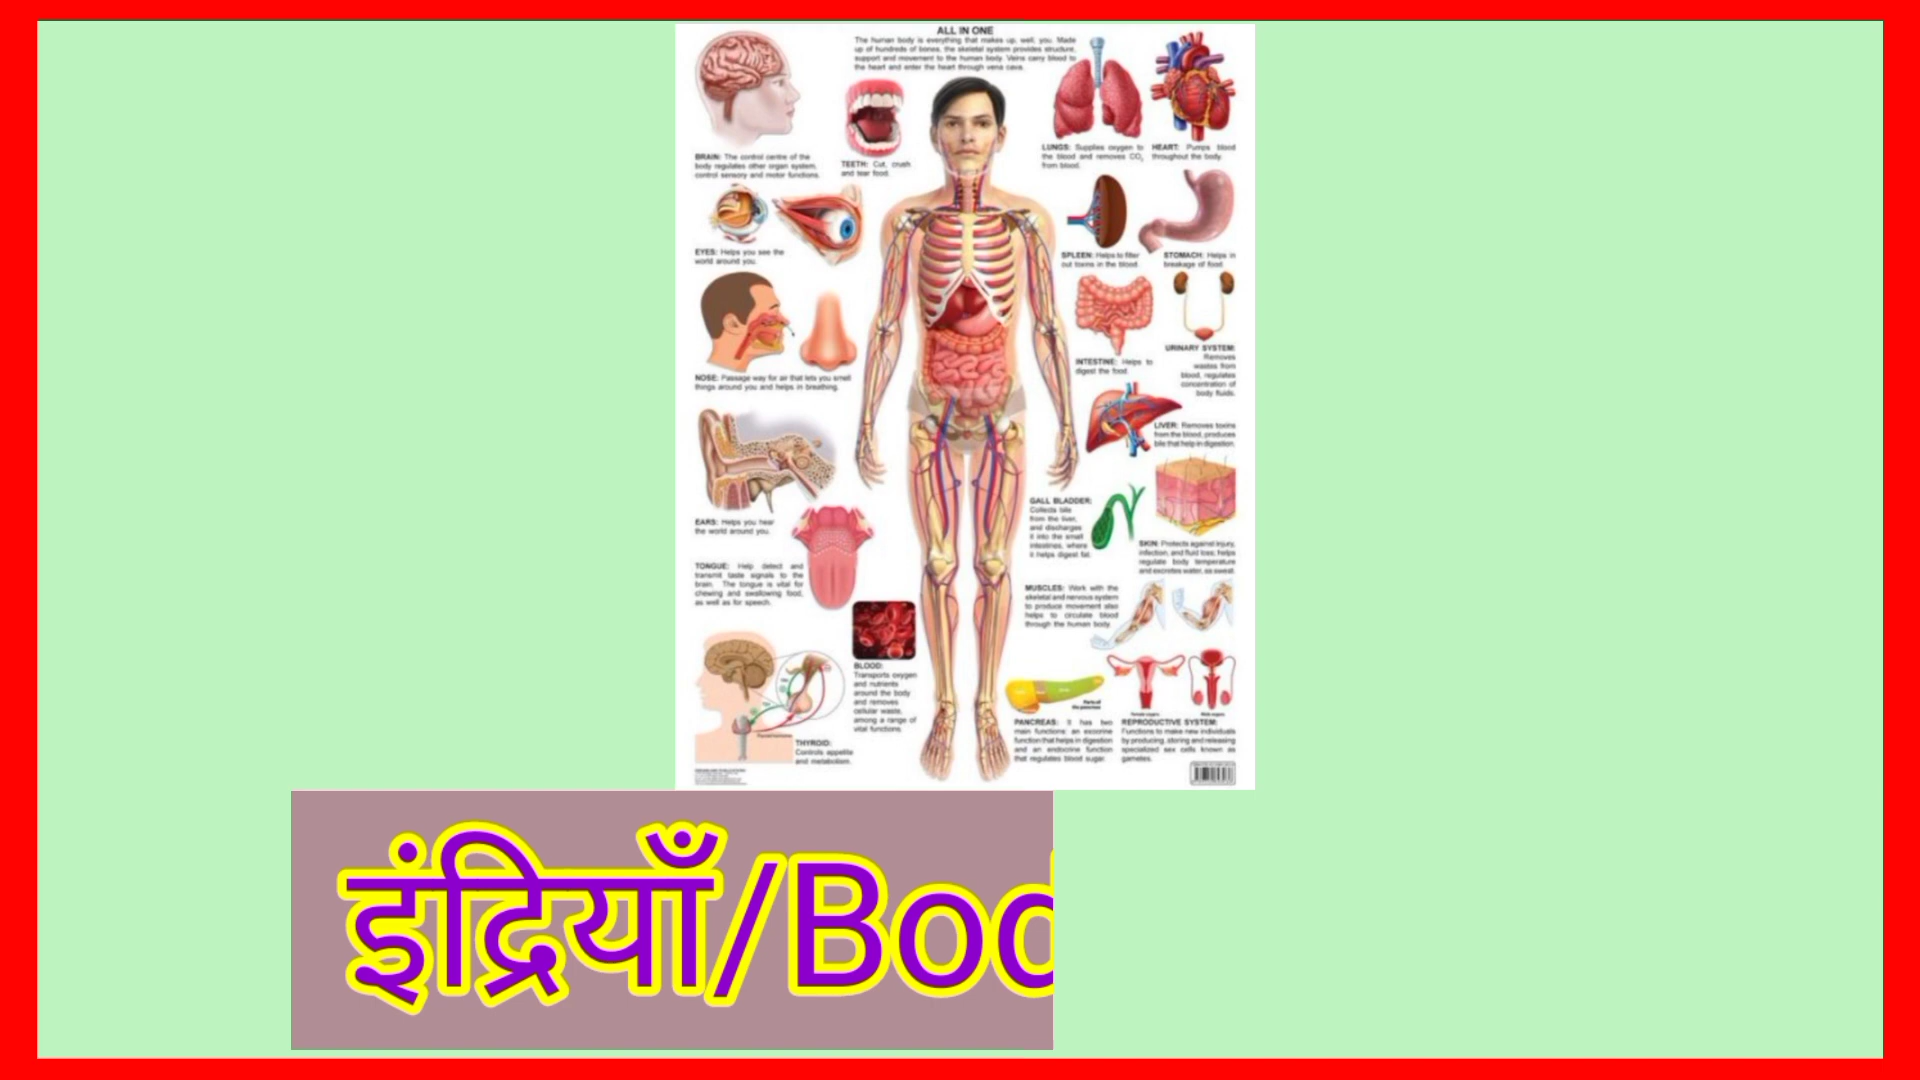 ALL IN ONE
The human body is everything that makes up, well, you. Made
up of hundreds of bones, the skeletal system provides structure,
support and movement to the human body. Veins carry blood to
the heart and enter the heart through vena cava.
BRAIN: The control centre of the
body regulates other organ system,
control sensory and motor functions.
TEETH: Cut, crush
and tear food.
LUNGS: Supplies oxygen to
the blood and removes CO₂
from blood.
HEART: Pumps blood
throughout the body.
EYES: Helps you see the
world around you.
SPLEEN: Helps to filter
out toxins in the blood.
STOMACH: Helps in
breakage of food.
NOSE: Passage way for air that lets you smell
things around you and helps in breathing.
INTESTINE: Helps to
digest the food.
URINARY SYSTEM:
Removes
wastes from
blood, regulates
concentration of
body fluids.
LIVER: Removes toxins
from the blood, produces
bile that help in digestion.
EARS: Helps you hear
the world around you.
GALL BLADDER:
Collects bile
from the liver,
and discharges
it into the small
intestines, where
it helps digest fat.
SKIN: Protects against injury,
infection, and fluid loss; helps
regulate body temperature
and excretes water, as sweat.
TONGUE: Help detect and
transmit taste signals to the
brain. The tongue is vital for
chewing and swallowing food,
as well as for speech.
MUSCLES: Work with the
skeletal and nervous system
to produce movement also
helps to circulate blood
through the human body.
BLOOD:
Transports oxygen
and nutrients
around the body
and removes
cellular waste,
among a range of
vital functions.
THYROID:
Controls appetite
and metabolism.
Parts of
the pancreas
PANCREAS: It has two
main functions: an exocrine
function that helps in digestion
and an endocrine function
that regulates blood sugar.
Female organs
Male organs
REPRODUCTIVE SYSTEM:
Functions to make new individuals
by producing, storing and releasing
specialized sex cells known as
gametes.
इंद्रियाँ/Bod